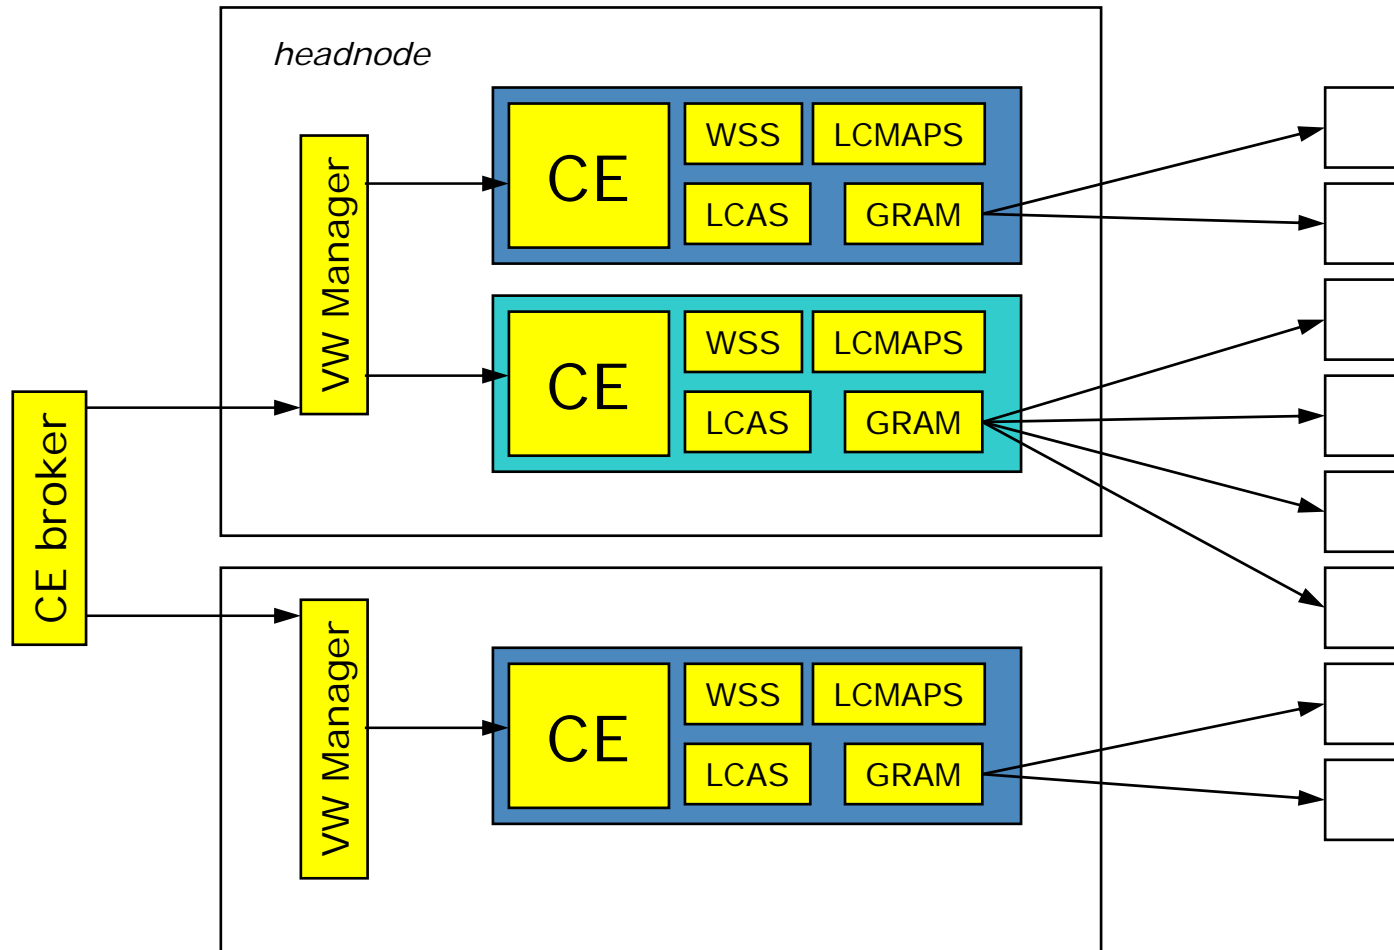 headnode
VW Manager
CE
WSS
LCMAPS
LCAS
GRAM
CE
WSS
LCMAPS
LCAS
GRAM
CE broker
VW Manager
CE
WSS
LCMAPS
LCAS
GRAM